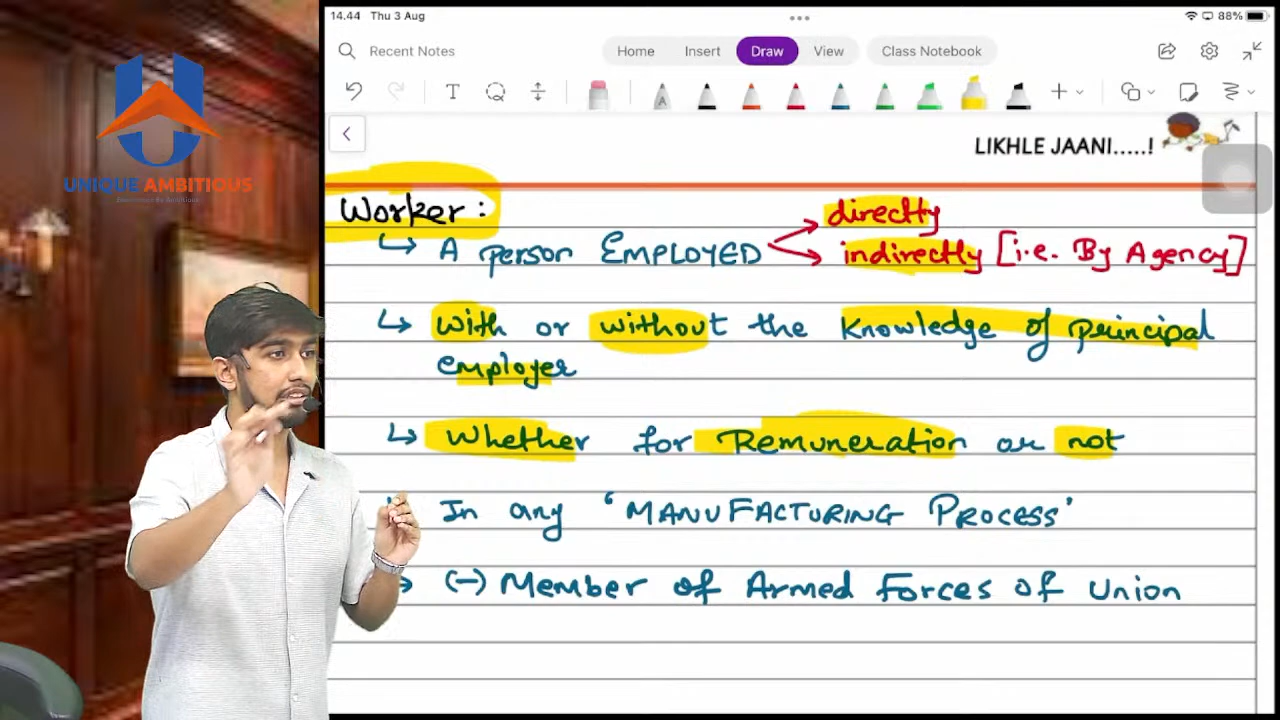 14.44 Thu 3 Aug
88%
Recent Notes
Home Insert Draw View Class Notebook
LIKHLE JAANI.....!
UNIQUE AMBITIOUS
Worker:
A person EMPLOYED
directly
indirectly [i.e. By Agency]
With or without the Knowledge of principal
employer
Whether for Remuneration or not
In any 'MANUFACTURING PROCESS'
(-) Member of Armed Forces of Union